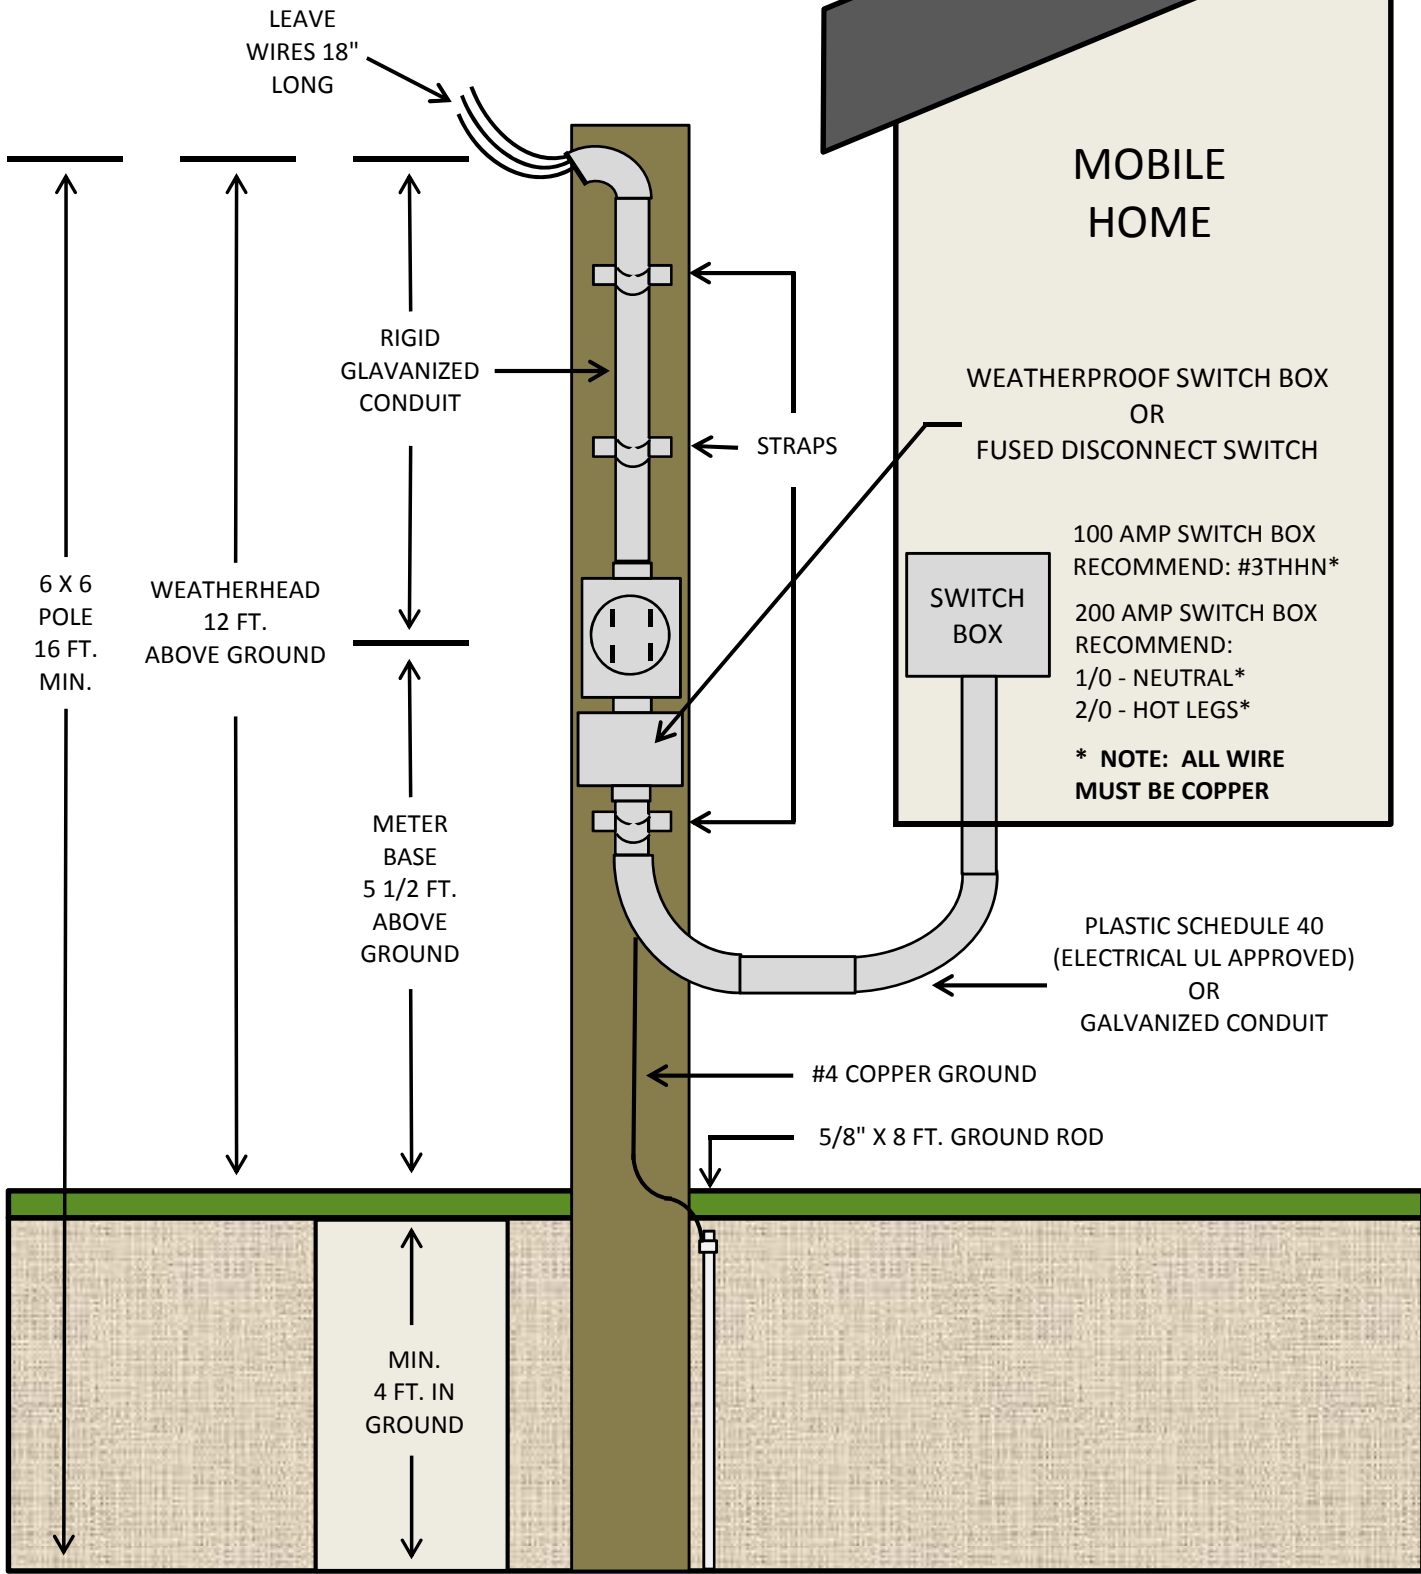 LEAVE
WIRES 18"
LONG
MOBILE
HOME
RIGID
GLAVANIZED
CONDUIT
STRAPS
WEATHERPROOF SWITCH BOX
OR
FUSED DISCONNECT SWITCH
100 AMP SWITCH BOX
RECOMMEND: #3THHN*
200 AMP SWITCH BOX
RECOMMEND:
1/0 - NEUTRAL*
2/0 - HOT LEGS*
* NOTE: ALL WIRE
MUST BE COPPER
SWITCH
BOX
6 X 6
POLE
16 FT.
MIN.
WEATHERHEAD
12 FT.
ABOVE GROUND
METER
BASE
5 1/2 FT.
ABOVE
GROUND
PLASTIC SCHEDULE 40
(ELECTRICAL UL APPROVED)
OR
GALVANIZED CONDUIT
#4 COPPER GROUND
5/8" X 8 FT. GROUND ROD
MIN.
4 FT. IN
GROUND